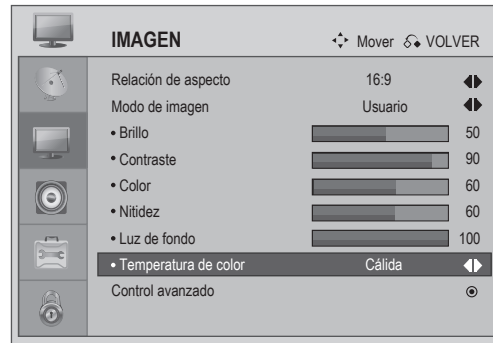 IMAGEN Mover VOLVER
Relación de aspecto 16:9
Modo de imagen Usuario
• Brillo 50
• Contraste 90
• Color 60
• Nitidez 60
• Luz de fondo 100
• Temperatura de color Cálida
Control avanzado